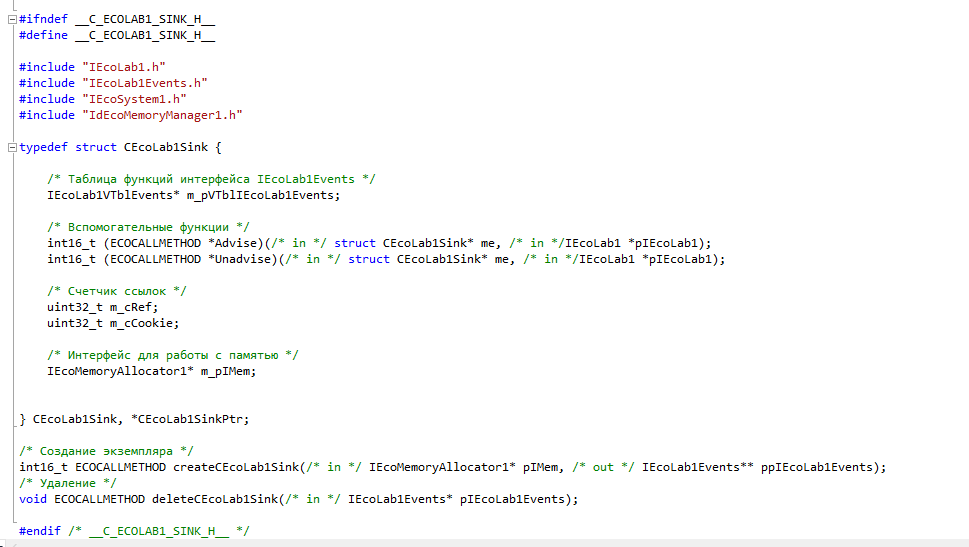 #ifndef __C_ECOLAB1_SINK_H__
#define __C_ECOLAB1_SINK_H__
#include "IEcoLab1.h"
#include "IEcoLab1Events.h"
#include "IEcoSystem1.h"
#include "IdEcoMemoryManager1.h"
typedef struct CEcoLab1Sink {
/* Таблица функций интерфейса IEcoLab1Events */
IEcoLab1VTblEvents* m_pVTblIEcoLab1Events;
/* Вспомогательные функции */
int16_t (ECOCALLMETHOD *Advise)(/* in */ struct CEcoLab1Sink* me, /* in */IEcoLab1 *pIEcoLab1);
int16_t (ECOCALLMETHOD *Unadvise)(/* in */ struct CEcoLab1Sink* me, /* in */IEcoLab1 *pIEcoLab1);
/* Счетчик ссылок */
uint32_t m_cRef;
uint32_t m_cCookie;
/* Интерфейс для работы с памятью */
IEcoMemoryAllocator1* m_pIMem;
} CEcoLab1Sink, *CEcoLab1SinkPtr;
/* Создание экземпляра */
int16_t ECOCALLMETHOD createCEcoLab1Sink(/* in */ IEcoMemoryAllocator1* pIMem, /* out */ IEcoLab1Events** ppIEcoLab1Events);
/* Удаление */
void ECOCALLMETHOD deleteCEcoLab1Sink(/* in */ IEcoLab1Events* pIEcoLab1Events);
#endif /* __C_ECOLAB1_SINK_H__ */